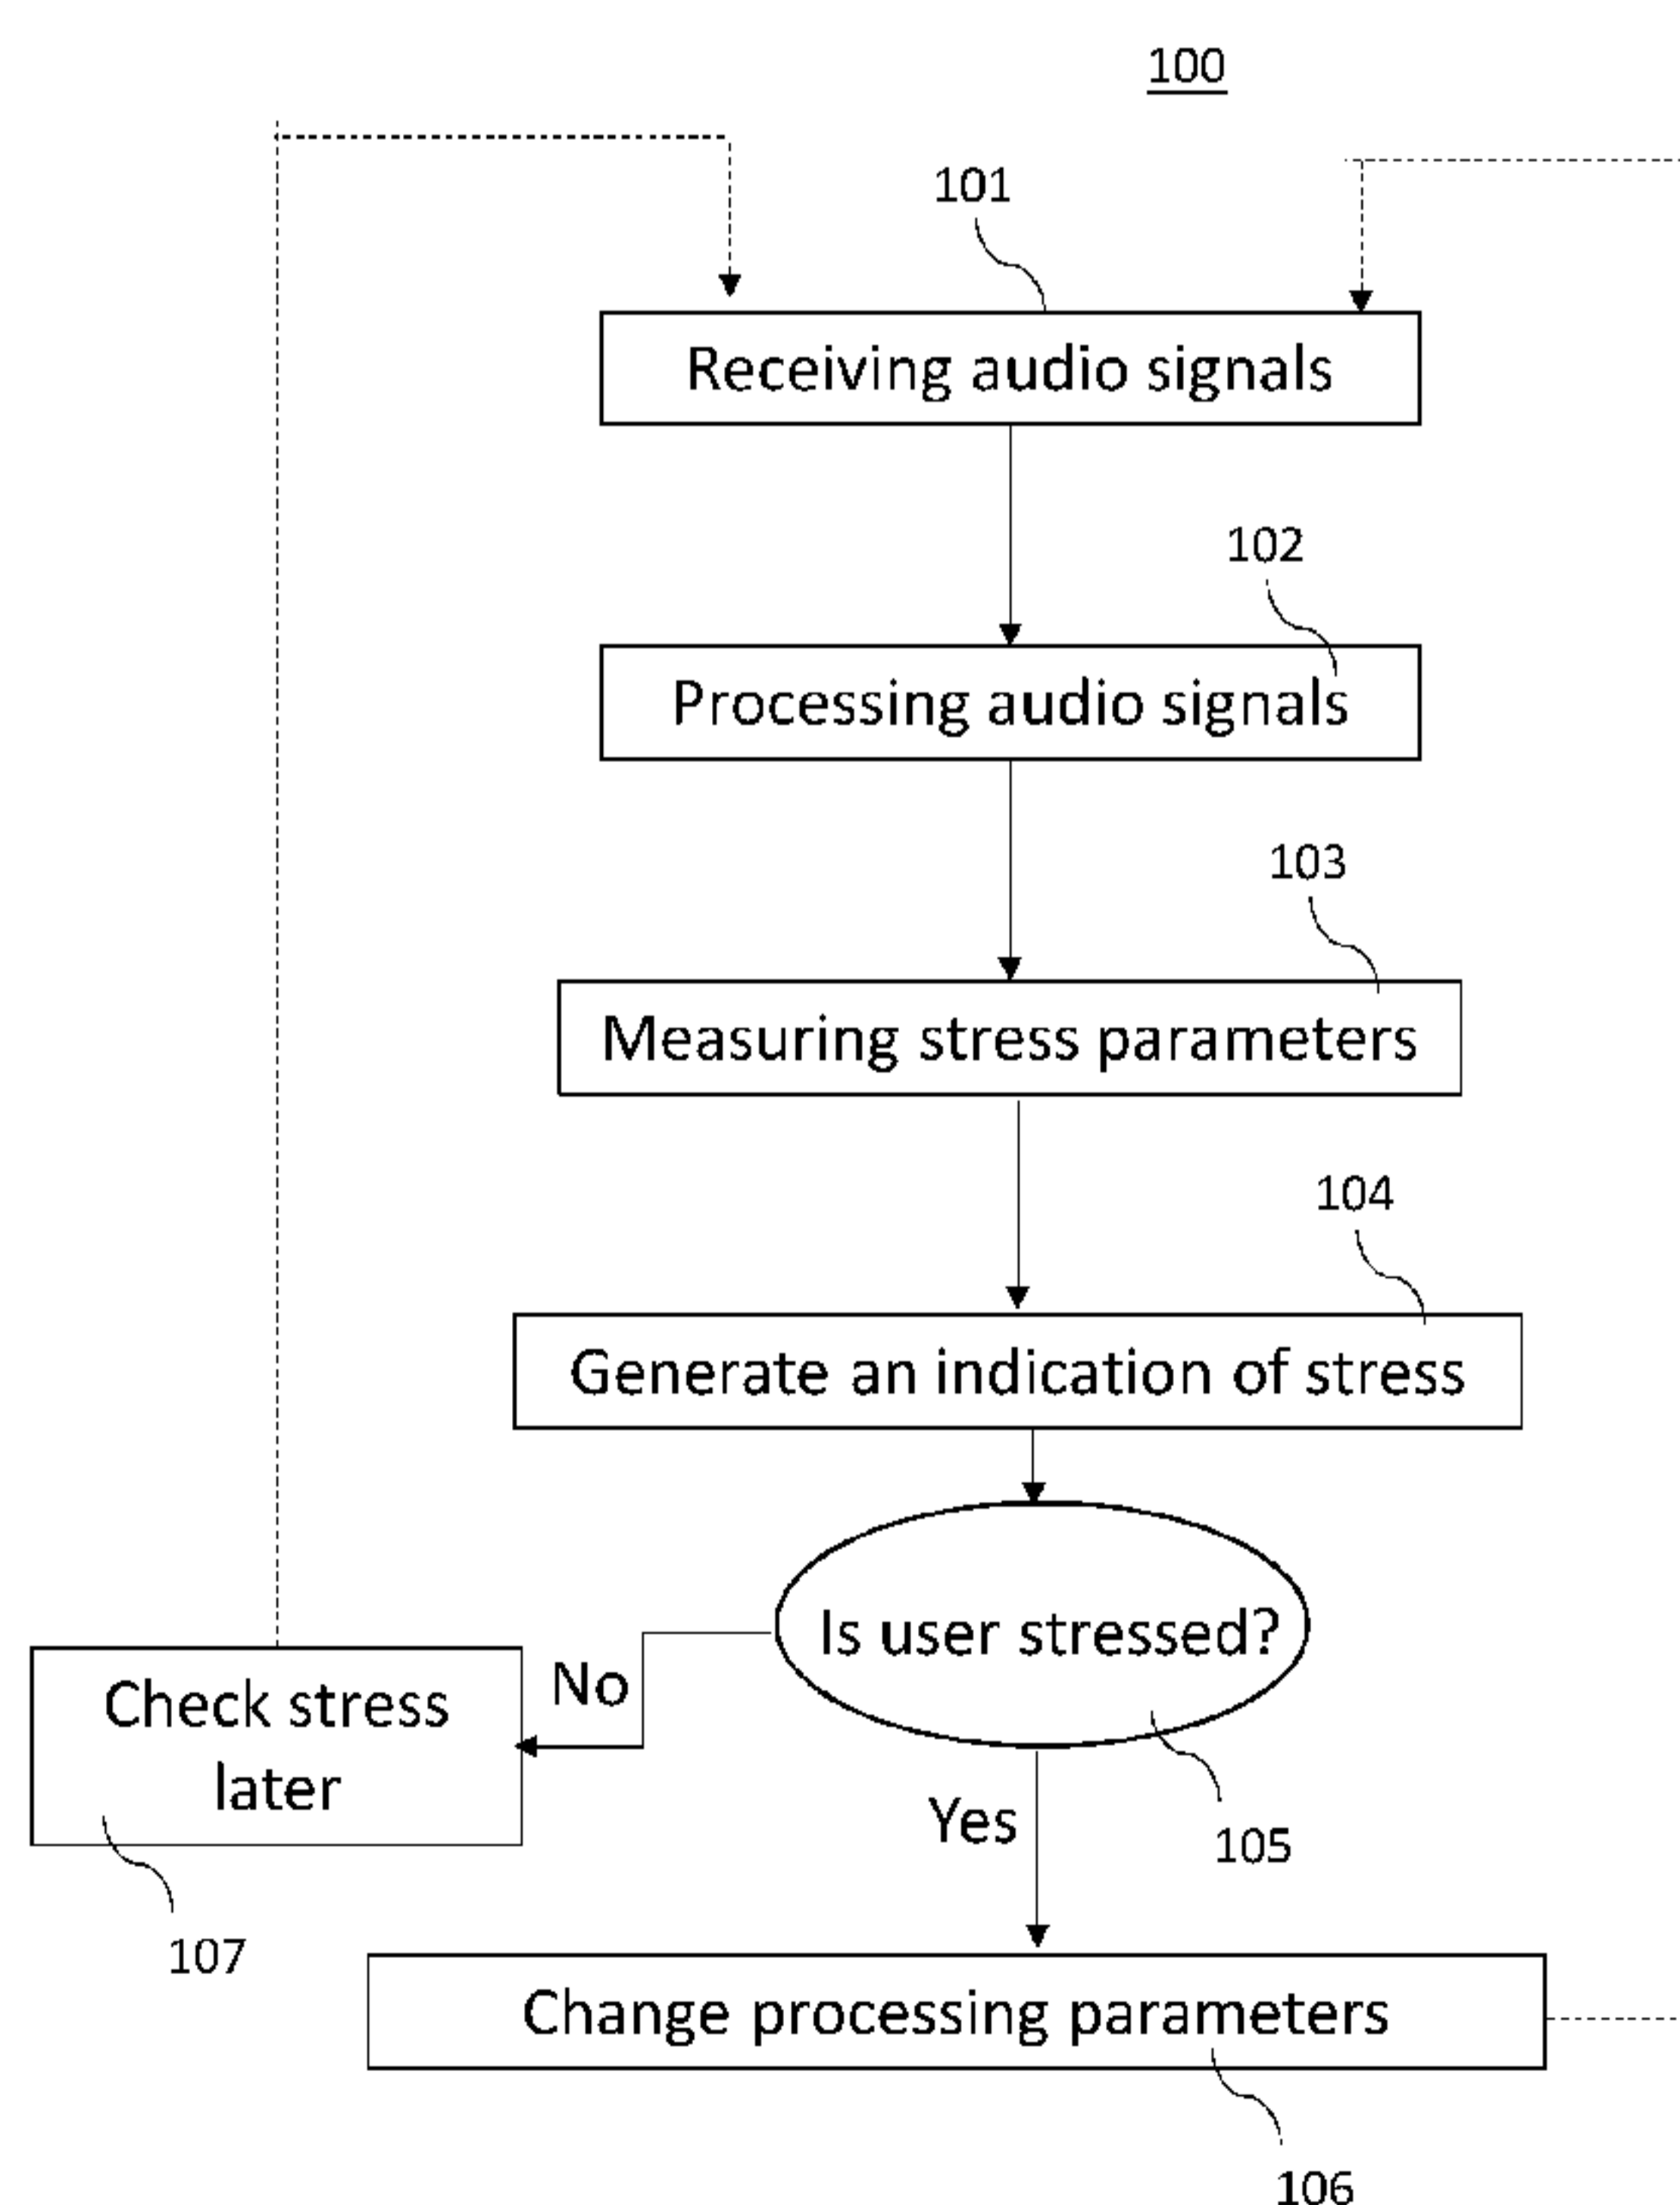 100
101
Receiving audio signals
102
Processing audio signals
103
Measuring stress parameters
104
Generate an indication of stress
Is user stressed?
No
Check stress
later
Yes
105
107
Change processing parameters
106